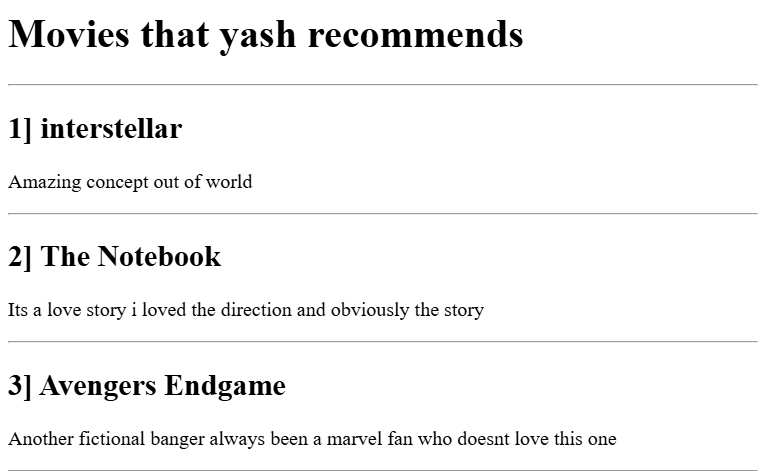 Movies that yash recommends
1] interstellar
Amazing concept out of world
2] The Notebook
Its a love story i loved the direction and obviously the story
3] Avengers Endgame
Another fictional banger always been a marvel fan who doesnt love this one